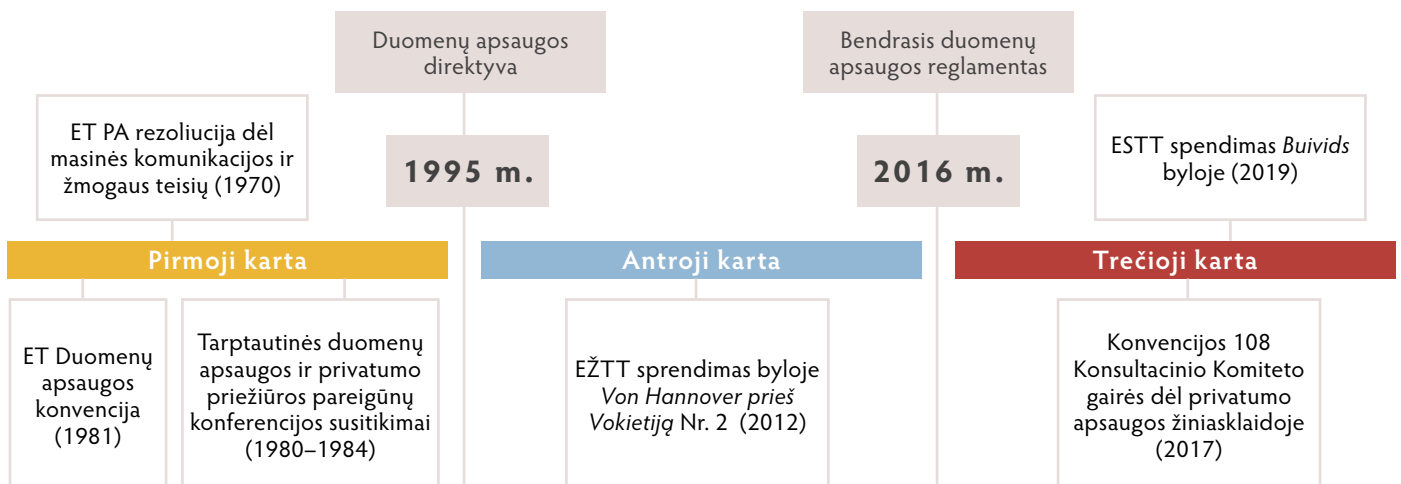 Duomenų apsaugos
direktyva
Bendrasis duomenų
apsaugos reglamentas
ET PA rezoliucija dėl
masinės komunikacijos ir
žmogaus teisių (1970)
1995 m.
2016 m.
ESTT spendimas Buivids
byloje (2019)
Pirmoji karta
Antroji karta
Trečioji karta
ET Duomenų
apsaugos
konvencija
(1981)
Tarptautinės duomenų
apsaugos ir privatumo
priežiūros pareigūnų
konferencijos susitikimai
(1980–1984)
EŽTT sprendimas byloje
Von Hannover prieš
Vokietiją Nr. 2 (2012)
Konvencijos 108
Konsultacinio Komiteto
gairės dėl privatumo
apsaugos žiniasklaidoje
(2017)